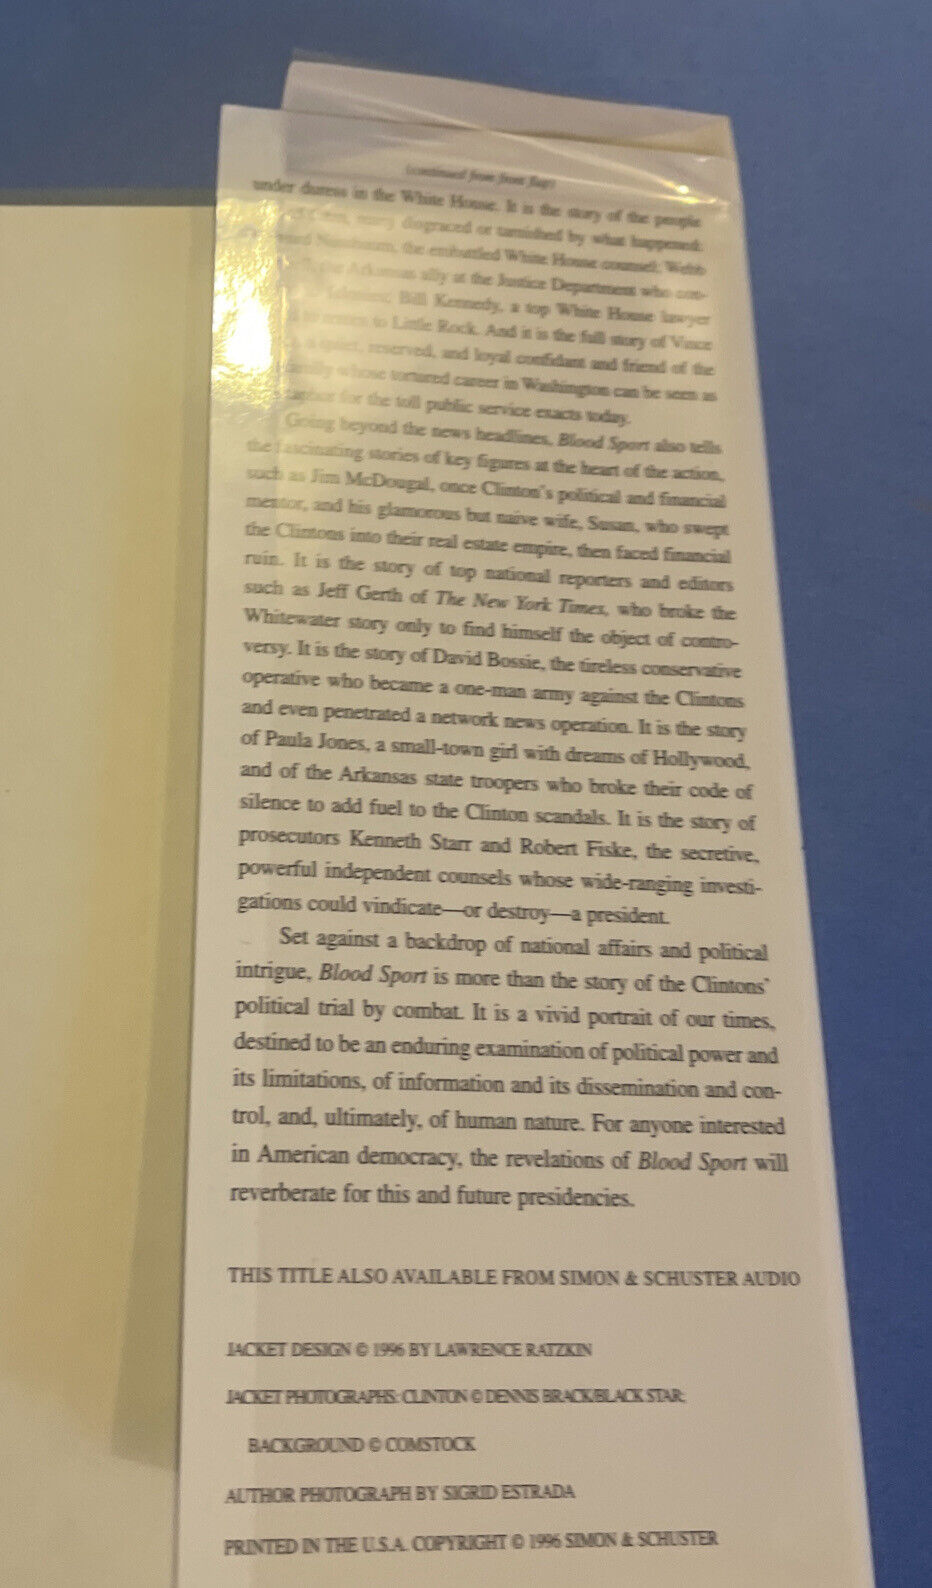 (continued from front flap)
under duress in the White House. It is the story of the people
many disgraced or tarnished by what happened:
Nussbaum, the embattled White House counsel; Webb
Arkansas ally at the Justice Department who con-
Bill Kennedy, a top White House lawyer
to return to Little Rock. And it is the full story of Vince
a quiet, reserved, and loyal confidant and friend of the
family whose tortured career in Washington can be seen as
for the toll public service exacts today.
Going beyond the news headlines, Blood Sport also tells
the fascinating stories of key figures at the heart of the action,
such as Jim McDougal, once Clinton's political and financial
mentor, and his glamorous but naive wife, Susan, who swept
the Clintons into their real estate empire, then faced financial
ruin. It is the story of top national reporters and editors
such as Jeff Gerth of The New York Times, who broke the
Whitewater story only to find himself the object of contro-
versy. It is the story of David Bossie, the tireless conservative
operative who became a one-man army against the Clintons
and even penetrated a network news operation. It is the story
of Paula Jones, a small-town girl with dreams of Hollywood,
and of the Arkansas state troopers who broke their code of
silence to add fuel to the Clinton scandals. It is the story of
prosecutors Kenneth Starr and Robert Fiske, the secretive,
powerful independent counsels whose wide-ranging investi-
gations could vindicate—or destroy—a president.
Set against a backdrop of national affairs and political
intrigue, Blood Sport is more than the story of the Clintons'
political trial by combat. It is a vivid portrait of our times,
destined to be an enduring examination of political power and
its limitations, of information and its dissemination and con-
trol, and, ultimately, of human nature. For anyone interested
in American democracy, the revelations of Blood Sport will
reverberate for this and future presidencies.
THIS TITLE ALSO AVAILABLE FROM SIMON & SCHUSTER AUDIO
JACKET DESIGN © 1996 BY LAWRENCE RATZKIN
JACKET PHOTOGRAPHS: CLINTON © DENNIS BRACK/BLACK STAR;
BACKGROUND © COMSTOCK
AUTHOR PHOTOGRAPH BY SIGRID ESTRADA
PRINTED IN THE U.S.A. COPYRIGHT © 1996 SIMON & SCHUSTER